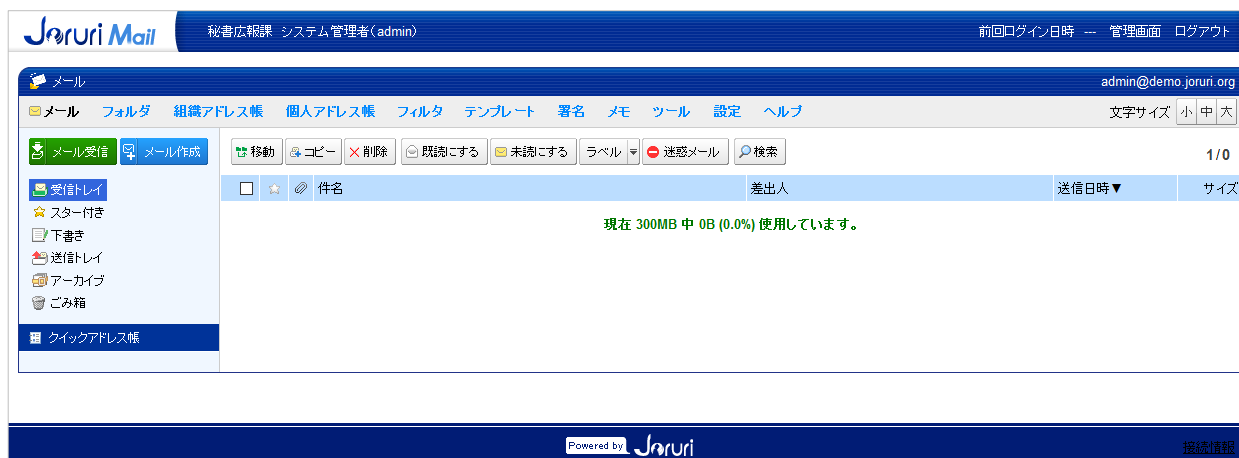 Joruri Mail 秘書広報課 システム管理者(admin) 前回ログイン日時 --- 管理画面 ログアウト
メール admin@demo.joruri.org
メール フォルダ 組織アドレス帳 個人アドレス帳 フィルタ テンプレート 署名 メモ ツール 設定 ヘルプ 文字サイズ 小 中 大
メール受信 メール作成 移動 コピー 削除 既読にする 未読にする ラベル 迷惑メール 検索 1/0
受信トレイ 件名 差出人 送信日時▼ サイズ
スター付き
現在 300MB 中 0B (0.0%) 使用しています。
下書き
送信トレイ
アーカイブ
ごみ箱
クイックアドレス帳
Powered by Joruri 接続情報